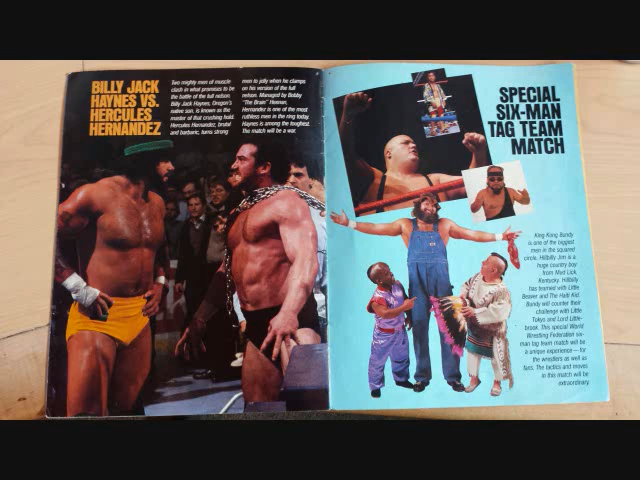 BILLY JACK
HAYNES VS.
HERCULES
HERNANDEZ
Two mighty men of muscle
clash in what promises to be
the battle of the full nelson.
Billy Jack Haynes, Oregon's
native son, is known as the
master of that crushing hold.
Hercules Hernandez, brutal
and barbaric, turns strong
men to jelly when he clamps
on his version of the full
nelson. Managed by Bobby
"The Brain" Heenan,
Hernandez is one of the most
ruthless men in the ring today.
Haynes is among the toughest.
The match will be a war.
SPECIAL
SIX-MAN
TAG TEAM
MATCH
King Kong Bundy
is one of the biggest
men in the squared
circle. Hillbilly Jim is a
huge country boy
from Mud Lick,
Kentucky. Hillbilly
has teamed with Little
Beaver and The Haiti Kid.
Bundy will counter their
challenge with Little
Tokyo and Lord Little-
brook. This special World
Wrestling Federation six-
man tag team match will be
a unique experience—for
the wrestlers as well as
fans. The tactics and moves
in this match will be
extraordinary.